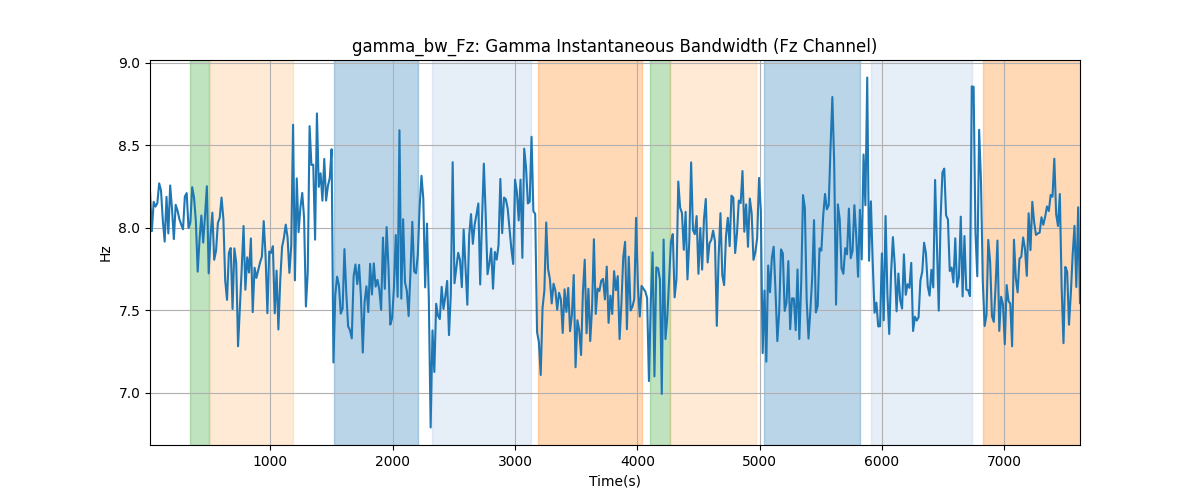 gamma_bw_Fz: Gamma Instantaneous Bandwidth (Fz Channel)
Hz
9.0
8.5
8.0
7.5
7.0
1000 2000 3000 4000 5000 6000 7000
Time(s)